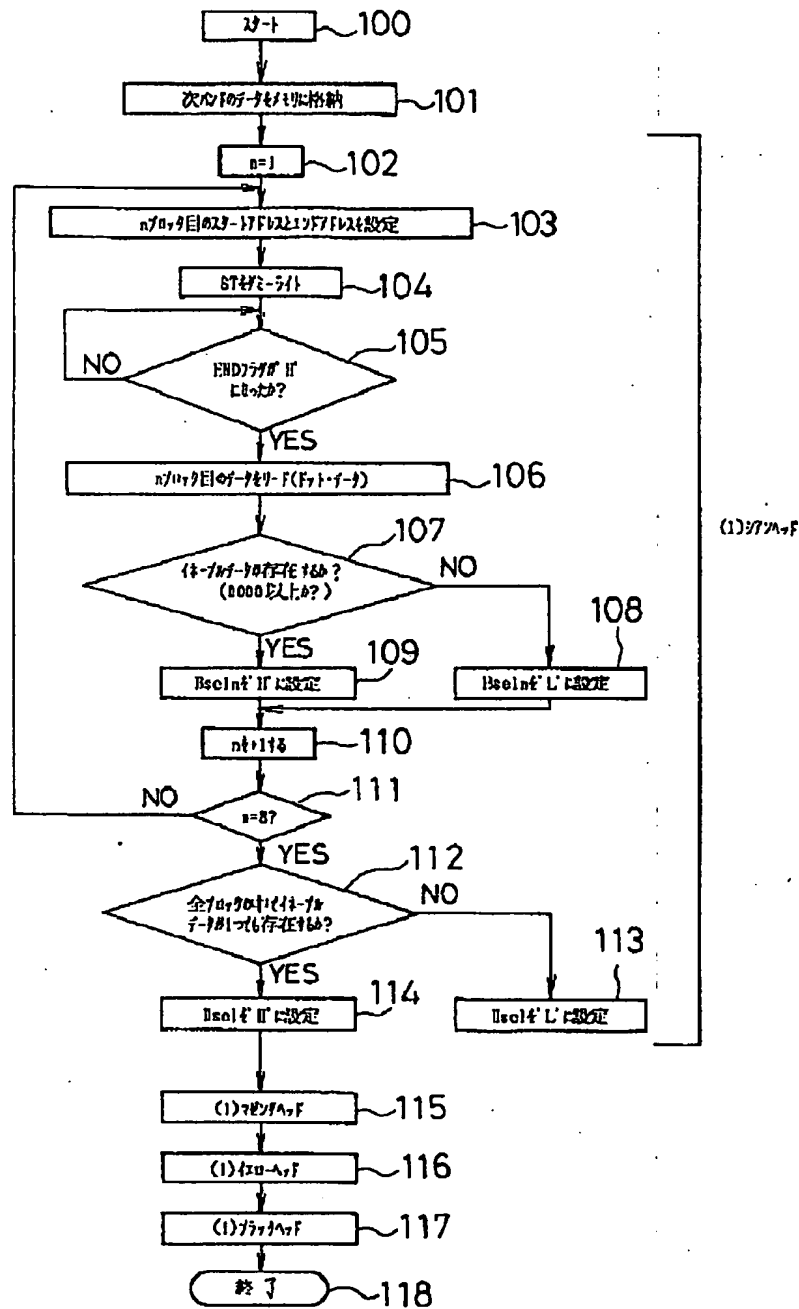 スタート 100
次バンドのデータをメモリに格納 101
n=1 102
nブロック目のスタートアドレスとエンドアドレスを設定 103
STをダミーライト 104
105
ENDフラグが'H'
になったか?
NO
YES
nブロック目のデータをリード(ドット・データ) 106
107
イネーブルデータが存在するか?
(0000以上か?)
NO
YES
108
109
Bselnを'H'に設定
Bselnを'L'に設定
nを+1する 110
111
n=8?
NO
YES
112
全ブロックの中でイネーブル
データが1つでも存在するか?
NO
YES
113
114
を'H'に設定
を'L'に設定
(1)シアンヘッド
(1)マゼンタヘッド 115
(1)イエローヘッド 116
(1)ブラックヘッド 117
終了 118